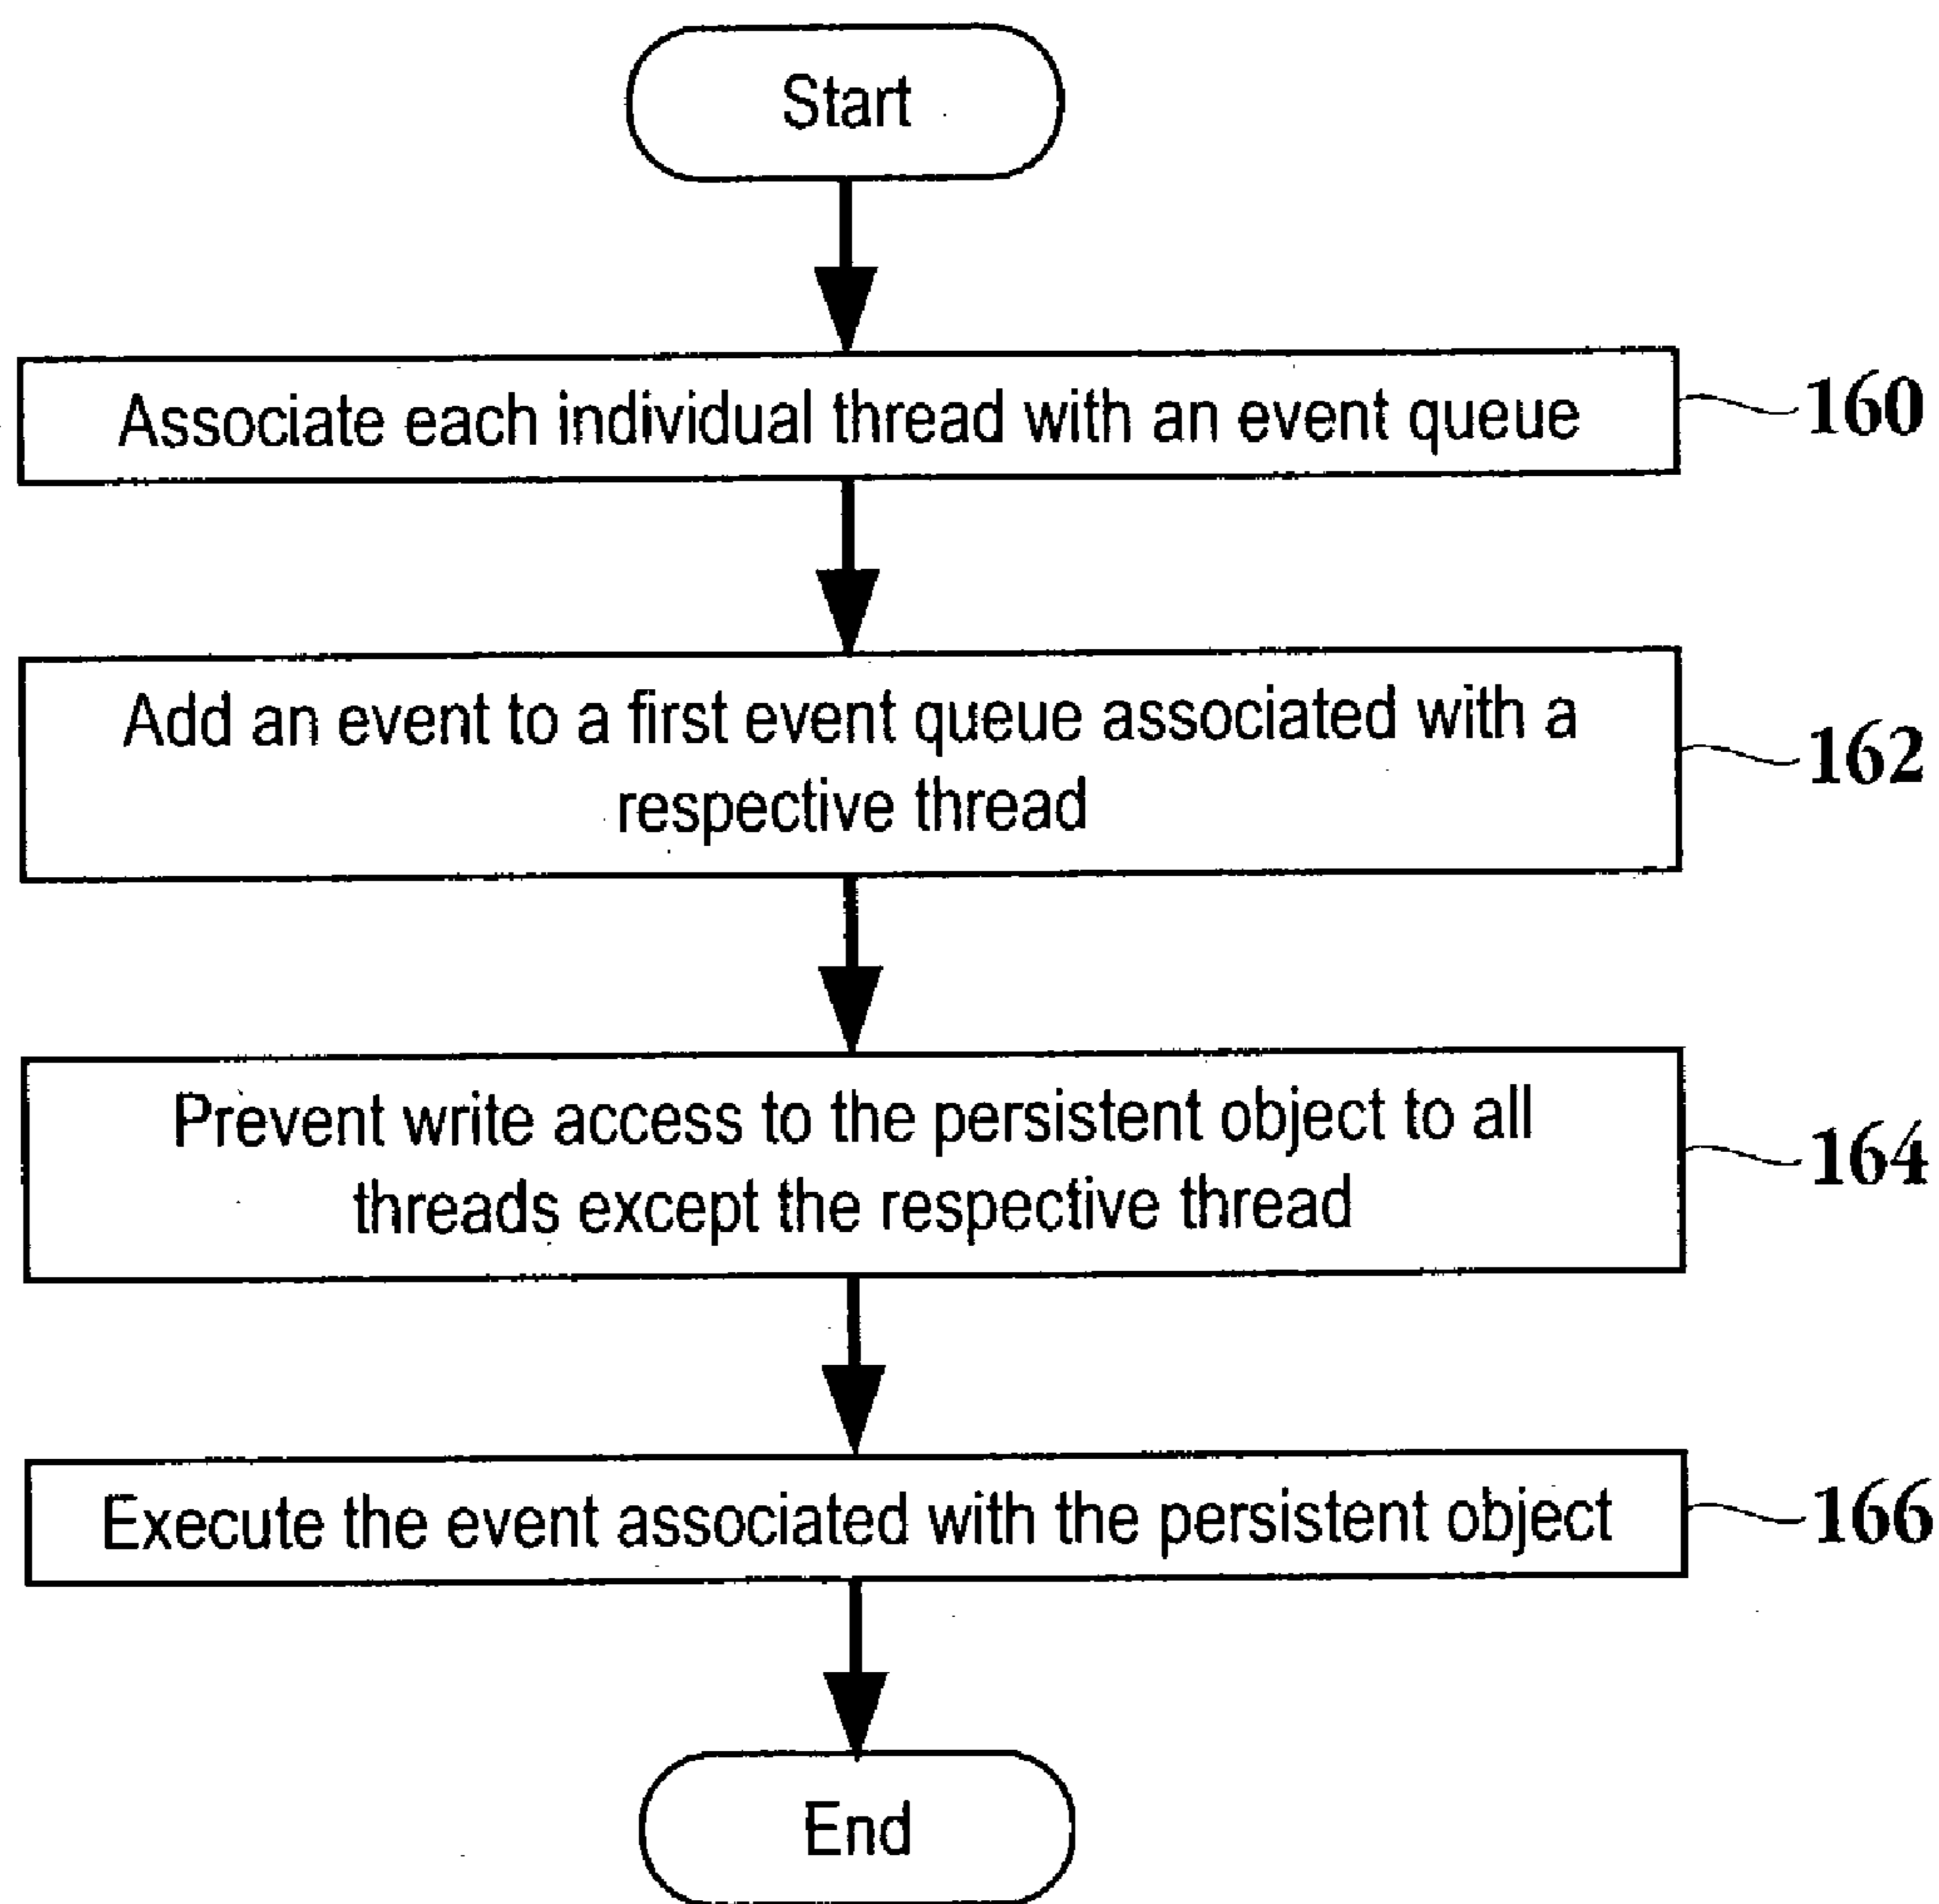 Start
Associate each individual thread with an event queue
160
Add an event to a first event queue associated with a
respective thread
162
Prevent write access to the persistent object to all
threads except the respective thread
164
Execute the event associated with the persistent object
166
End